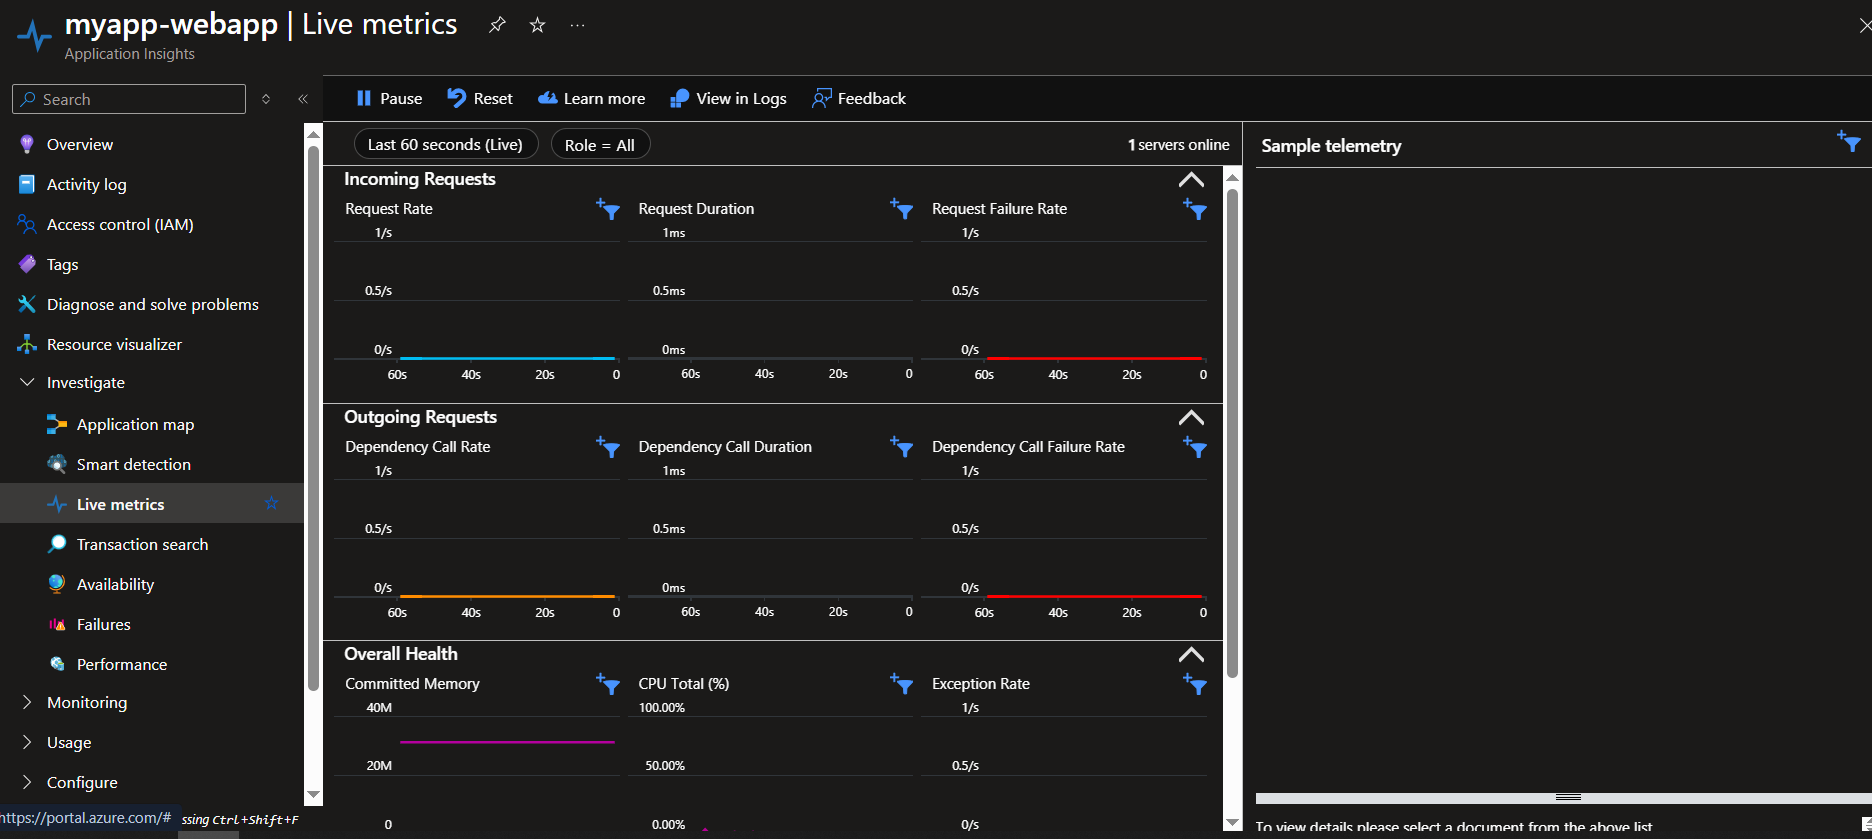 myapp-webapp | Live metrics
Application Insights
Search
Overview
Activity log
Access control (IAM)
Tags
Diagnose and solve problems
Resource visualizer
Investigate
Application map
Smart detection
Live metrics
Transaction search
Availability
Failures
Performance
Monitoring
Usage
Configure
https://portal.azure.com/#
ssing Ctrl+Shift+F
Pause Reset Learn more View in Logs Feedback
Last 60 seconds (Live) Role = All 1 servers online
Incoming Requests
Request Rate Request Duration Request Failure Rate
1/s 1ms 1/s
0.5/s 0.5ms 0.5/s
0/s 0ms 0/s
60s 40s 20s 0 60s 40s 20s 0 60s 40s 20s 0
Outgoing Requests
Dependency Call Rate Dependency Call Duration Dependency Call Failure Rate
1/s 1ms 1/s
0.5/s 0.5ms 0.5/s
0/s 0ms 0/s
60s 40s 20s 0 60s 40s 20s 0 60s 40s 20s 0
Overall Health
Committed Memory CPU Total (%) Exception Rate
40M 100.00% 1/s
20M 50.00% 0.5/s
0 0.00% 0/s
Sample telemetry
To view details please select a document from the above list